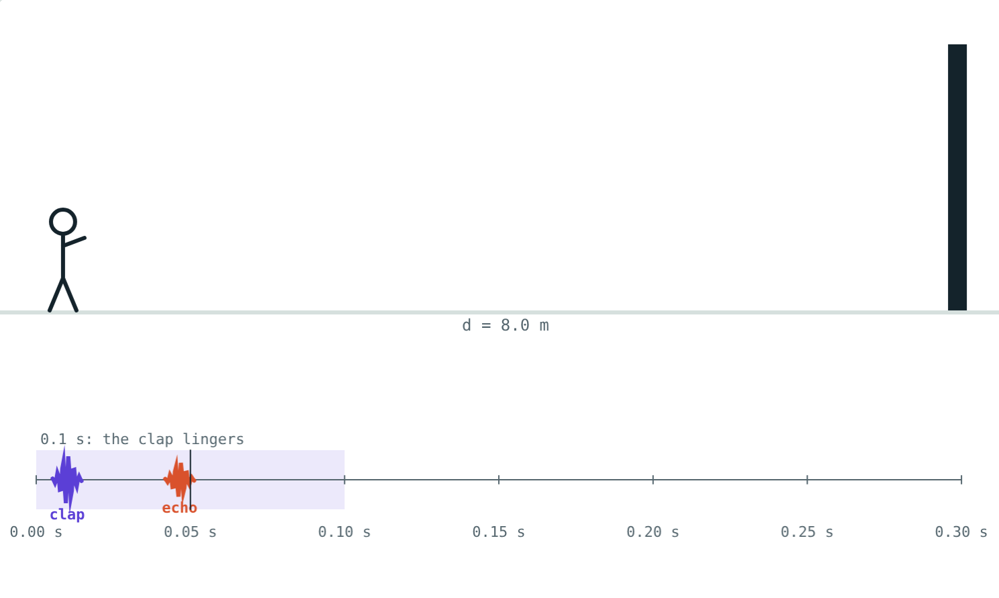 d = 8.0 m
0.1 s: the clap lingers
echo
clap
0.00 s 0.05 s 0.10 s 0.15 s 0.20 s 0.25 s 0.30 s